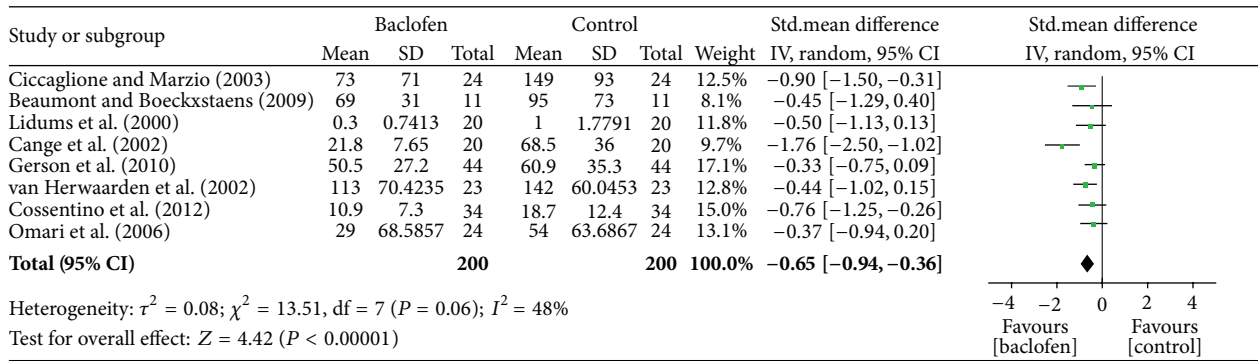 Study or subgroup Baclofen Control Std.mean difference Std.mean difference
Mean SD Total Mean SD Total Weight IV, random, 95% CI IV, random, 95% CI
Ciccaglione and Marzio (2003) 73 71 24 149 93 24 12.5% −0.90 [−1.50, −0.31]
Beaumont and Boeckxstaens (2009) 69 31 11 95 73 11 8.1% −0.45 [−1.29, 0.40]
Lidums et al. (2000) 0.3 0.7413 20 1 1.7791 20 11.8% −0.50 [−1.13, 0.13]
Cange et al. (2002) 21.8 7.65 20 68.5 36 20 9.7% −1.76 [−2.50, −1.02]
Gerson et al. (2010) 50.5 27.2 44 60.9 35.3 44 17.1% −0.33 [−0.75, 0.09]
van Herwaarden et al. (2002) 113 70.4235 23 142 60.0453 23 12.8% −0.44 [−1.02, 0.15]
Cossentino et al. (2012) 10.9 7.3 34 18.7 12.4 34 15.0% −0.76 [−1.25, −0.26]
Omari et al. (2006) 29 68.5857 24 54 63.6867 24 13.1% −0.37 [−0.94, 0.20]
Total (95% CI) 200 200 100.0% −0.65 [−0.94, −0.36]
Heterogeneity: τ² = 0.08; χ² = 13.51, df = 7 (P = 0.06); I² = 48%
Test for overall effect: Z = 4.42 (P < 0.00001)
−4 −2 0 2 4
Favours Favours
[baclofen] [control]